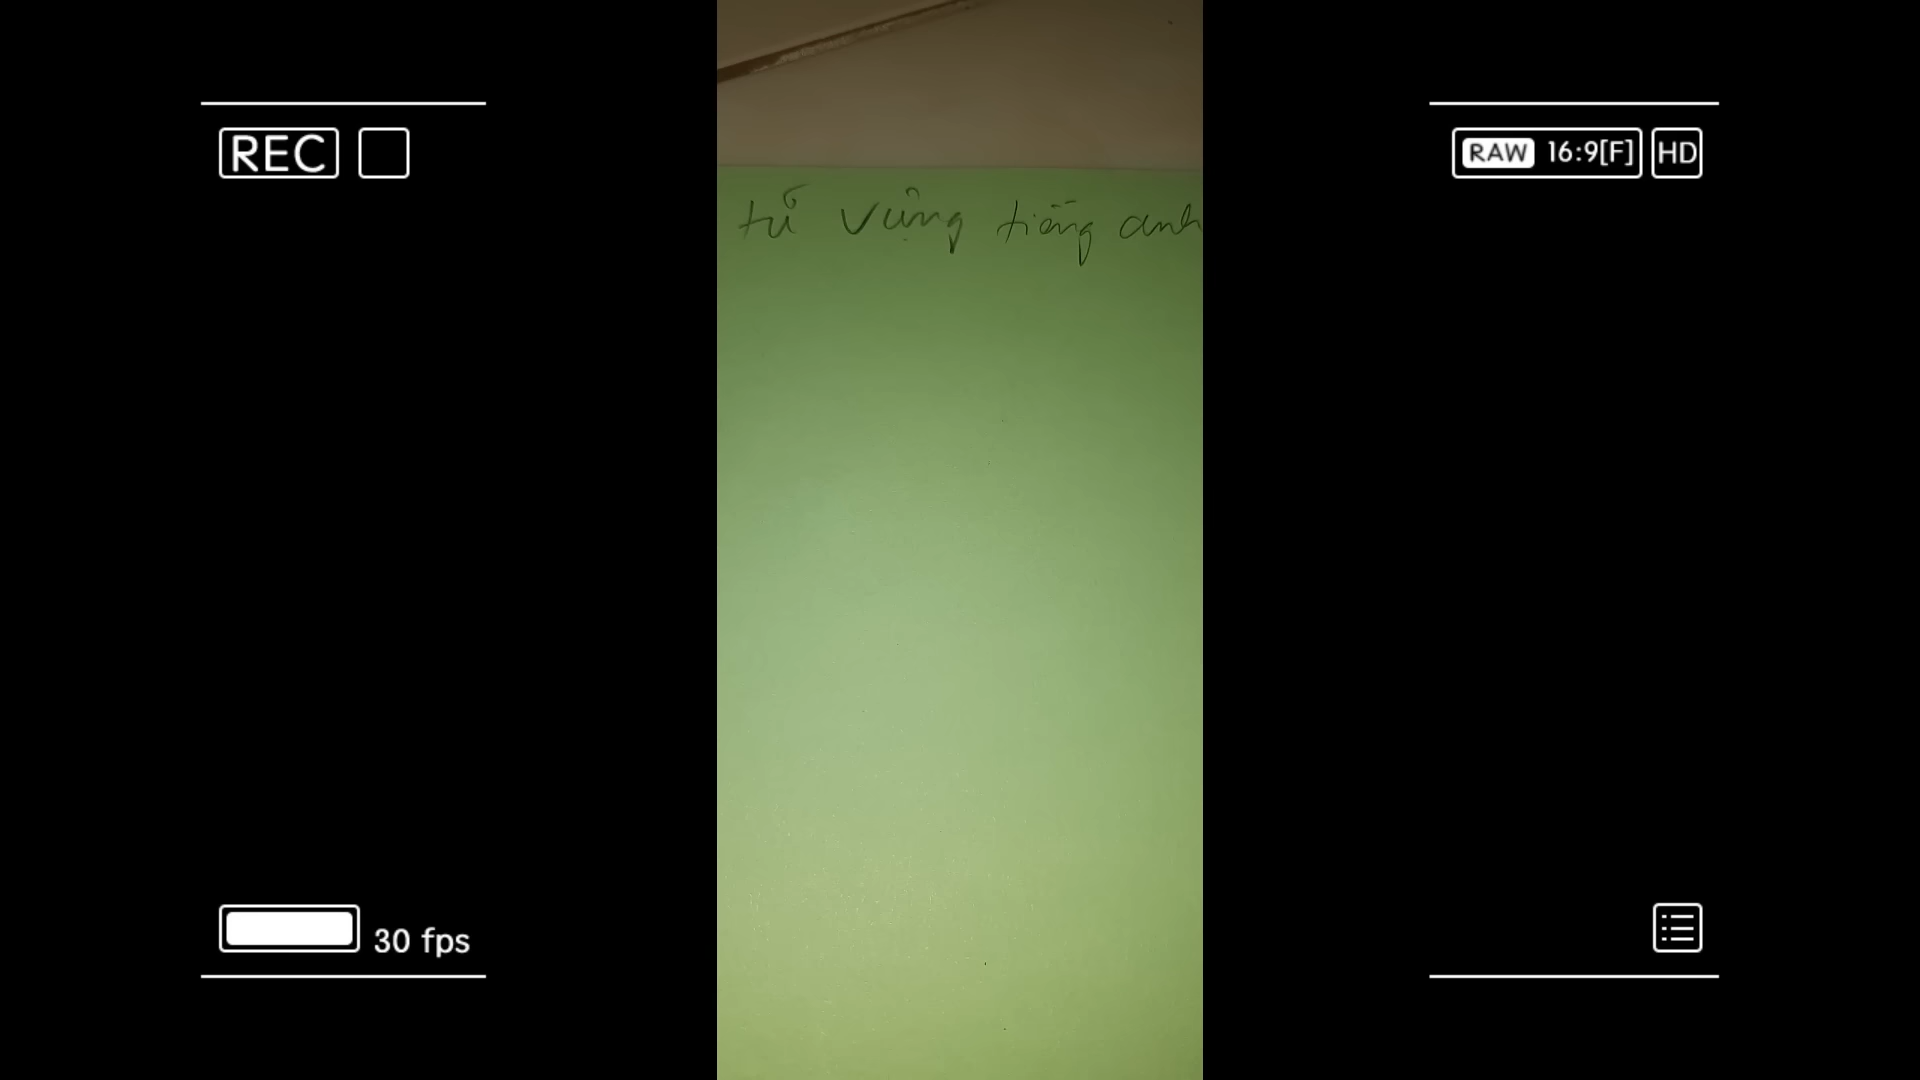 REC
RAW 16:9[F] HD
từ vựng tiếng anh
30 fps